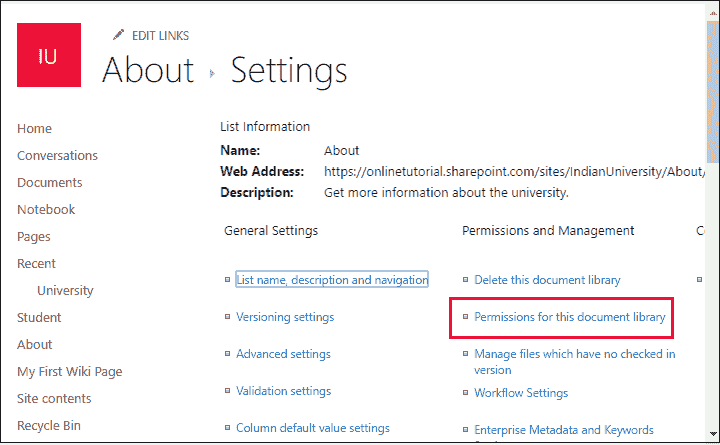 IU
EDIT LINKS
About ▸ Settings
Home
Conversations
Documents
Notebook
Pages
Recent
University
Student
About
My First Wiki Page
Site contents
Recycle Bin
List Information
Name: About
Web Address: https://onlinetutorial.sharepoint.com/sites/IndianUniversity/About/
Description: Get more information about the university.
General Settings
List name, description and navigation
Versioning settings
Advanced settings
Validation settings
Column default value settings
Permissions and Management
Delete this document library
Permissions for this document library
Manage files which have no checked in
version
Workflow Settings
Enterprise Metadata and Keywords